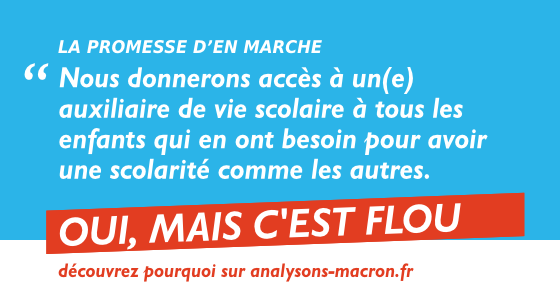 LA PROMESSE D’EN MARCHE
“ Nous donnerons accès à un(e)
auxiliaire de vie scolaire à tous les
enfants qui en ont besoin pour avoir
une scolarité comme les autres.
OUI, MAIS C'EST FLOU
découvrez pourquoi sur analysons-macron.fr